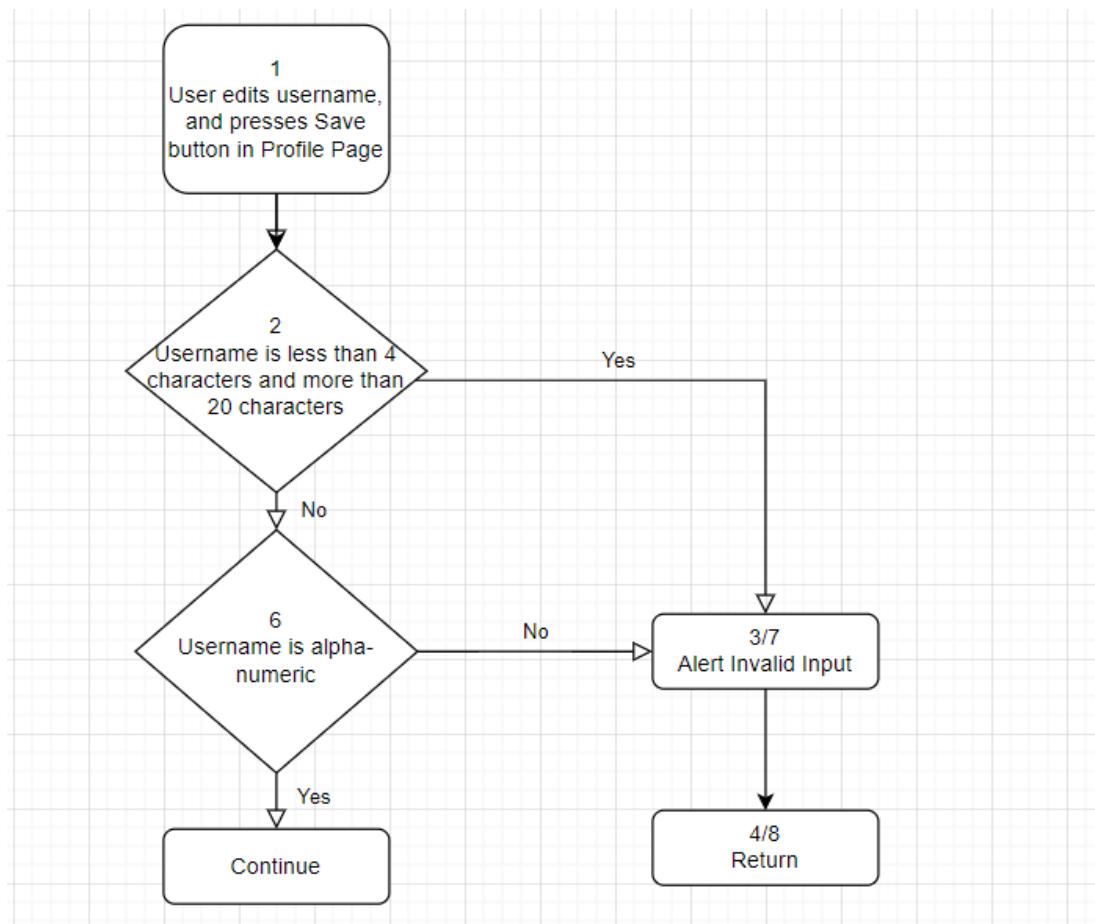 1
User edits username,
and presses Save
button in Profile Page
2
Username is less than 4
characters and more than
20 characters
Yes
No
6
Username is alpha-
numeric
No
3/7
Alert Invalid Input
Yes
Continue
4/8
Return